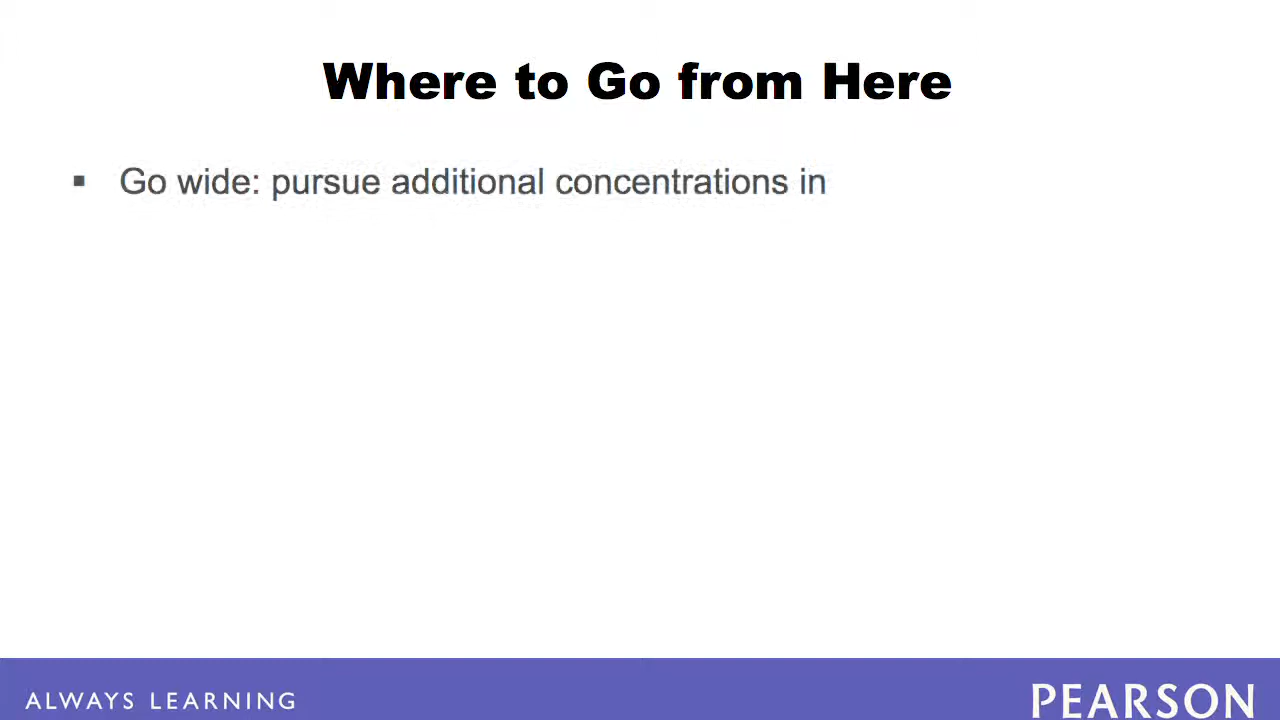 Where to Go from Here
▪ Go wide: pursue additional concentrations in
ALWAYS LEARNING
PEARSON